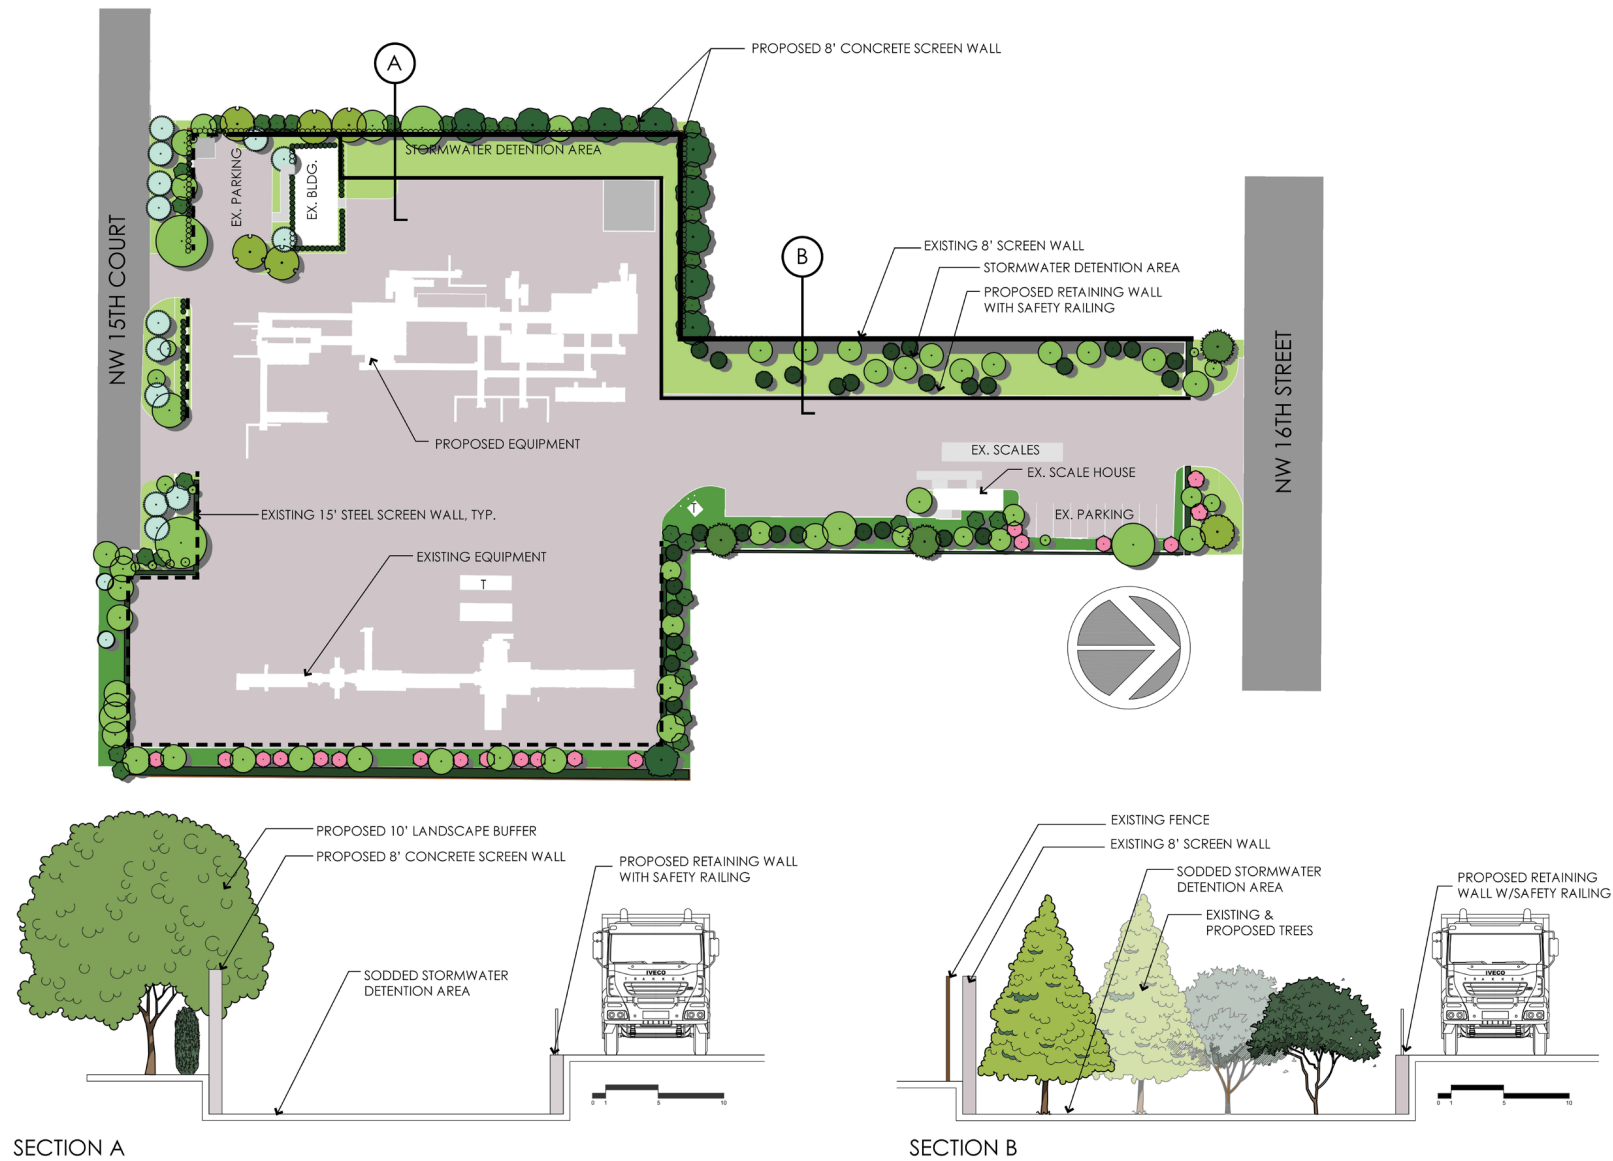 PROPOSED 8' CONCRETE SCREEN WALL
A
STORMWATER DETENTION AREA
EX. PARKING
EX. BLDG.
NW 15TH COURT
B
EXISTING 8' SCREEN WALL
STORMWATER DETENTION AREA
PROPOSED RETAINING WALL
WITH SAFETY RAILING
NW 16TH STREET
PROPOSED EQUIPMENT
EX. SCALES
EX. SCALE HOUSE
T
EX. PARKING
EXISTING 15' STEEL SCREEN WALL, TYP.
EXISTING EQUIPMENT
T
PROPOSED 10' LANDSCAPE BUFFER
PROPOSED 8' CONCRETE SCREEN WALL
PROPOSED RETAINING WALL
WITH SAFETY RAILING
SODDED STORMWATER
DETENTION AREA
IVECO
0 1 5 10
SECTION A
EXISTING FENCE
EXISTING 8' SCREEN WALL
SODDED STORMWATER
DETENTION AREA
EXISTING &
PROPOSED TREES
PROPOSED RETAINING
WALL W/SAFETY RAILING
IVECO
0 1 5 10
SECTION B